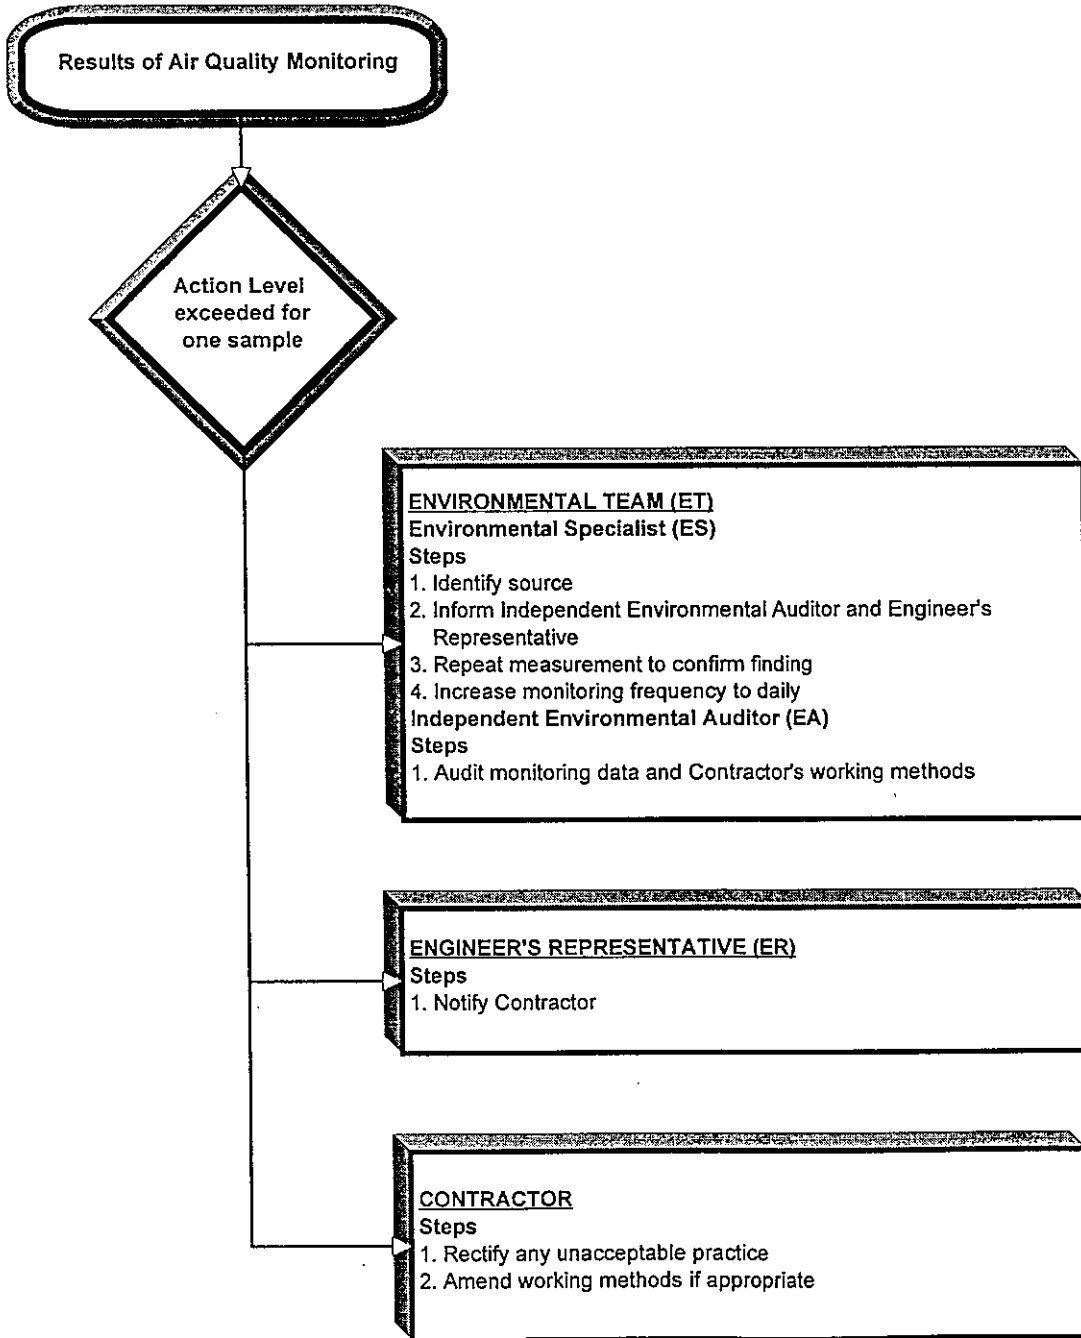 Results of Air Quality Monitoring
Action Level
exceeded for
one sample
ENVIRONMENTAL TEAM (ET)
Environmental Specialist (ES)
Steps
1. Identify source
2. Inform Independent Environmental Auditor and Engineer's
Representative
3. Repeat measurement to confirm finding
4. Increase monitoring frequency to daily
Independent Environmental Auditor (EA)
Steps
1. Audit monitoring data and Contractor's working methods
ENGINEER'S REPRESENTATIVE (ER)
Steps
1. Notify Contractor
CONTRACTOR
Steps
1. Rectify any unacceptable practice
2. Amend working methods if appropriate